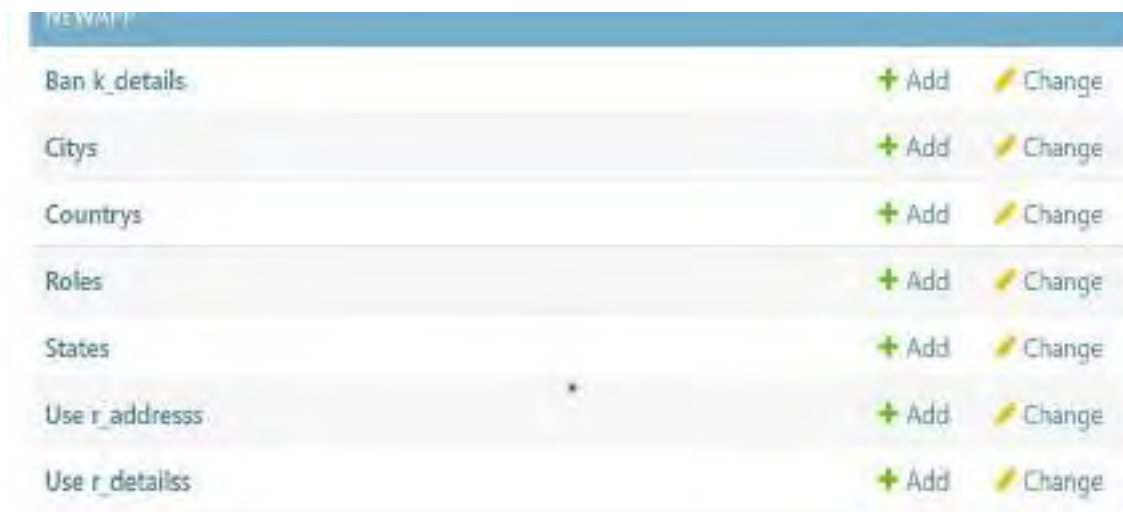 NEWAPP
Ban k_details + Add Change
Citys + Add Change
Countrys + Add Change
Roles + Add Change
States + Add Change
Use r_addresss + Add Change
Use r_detailss + Add Change